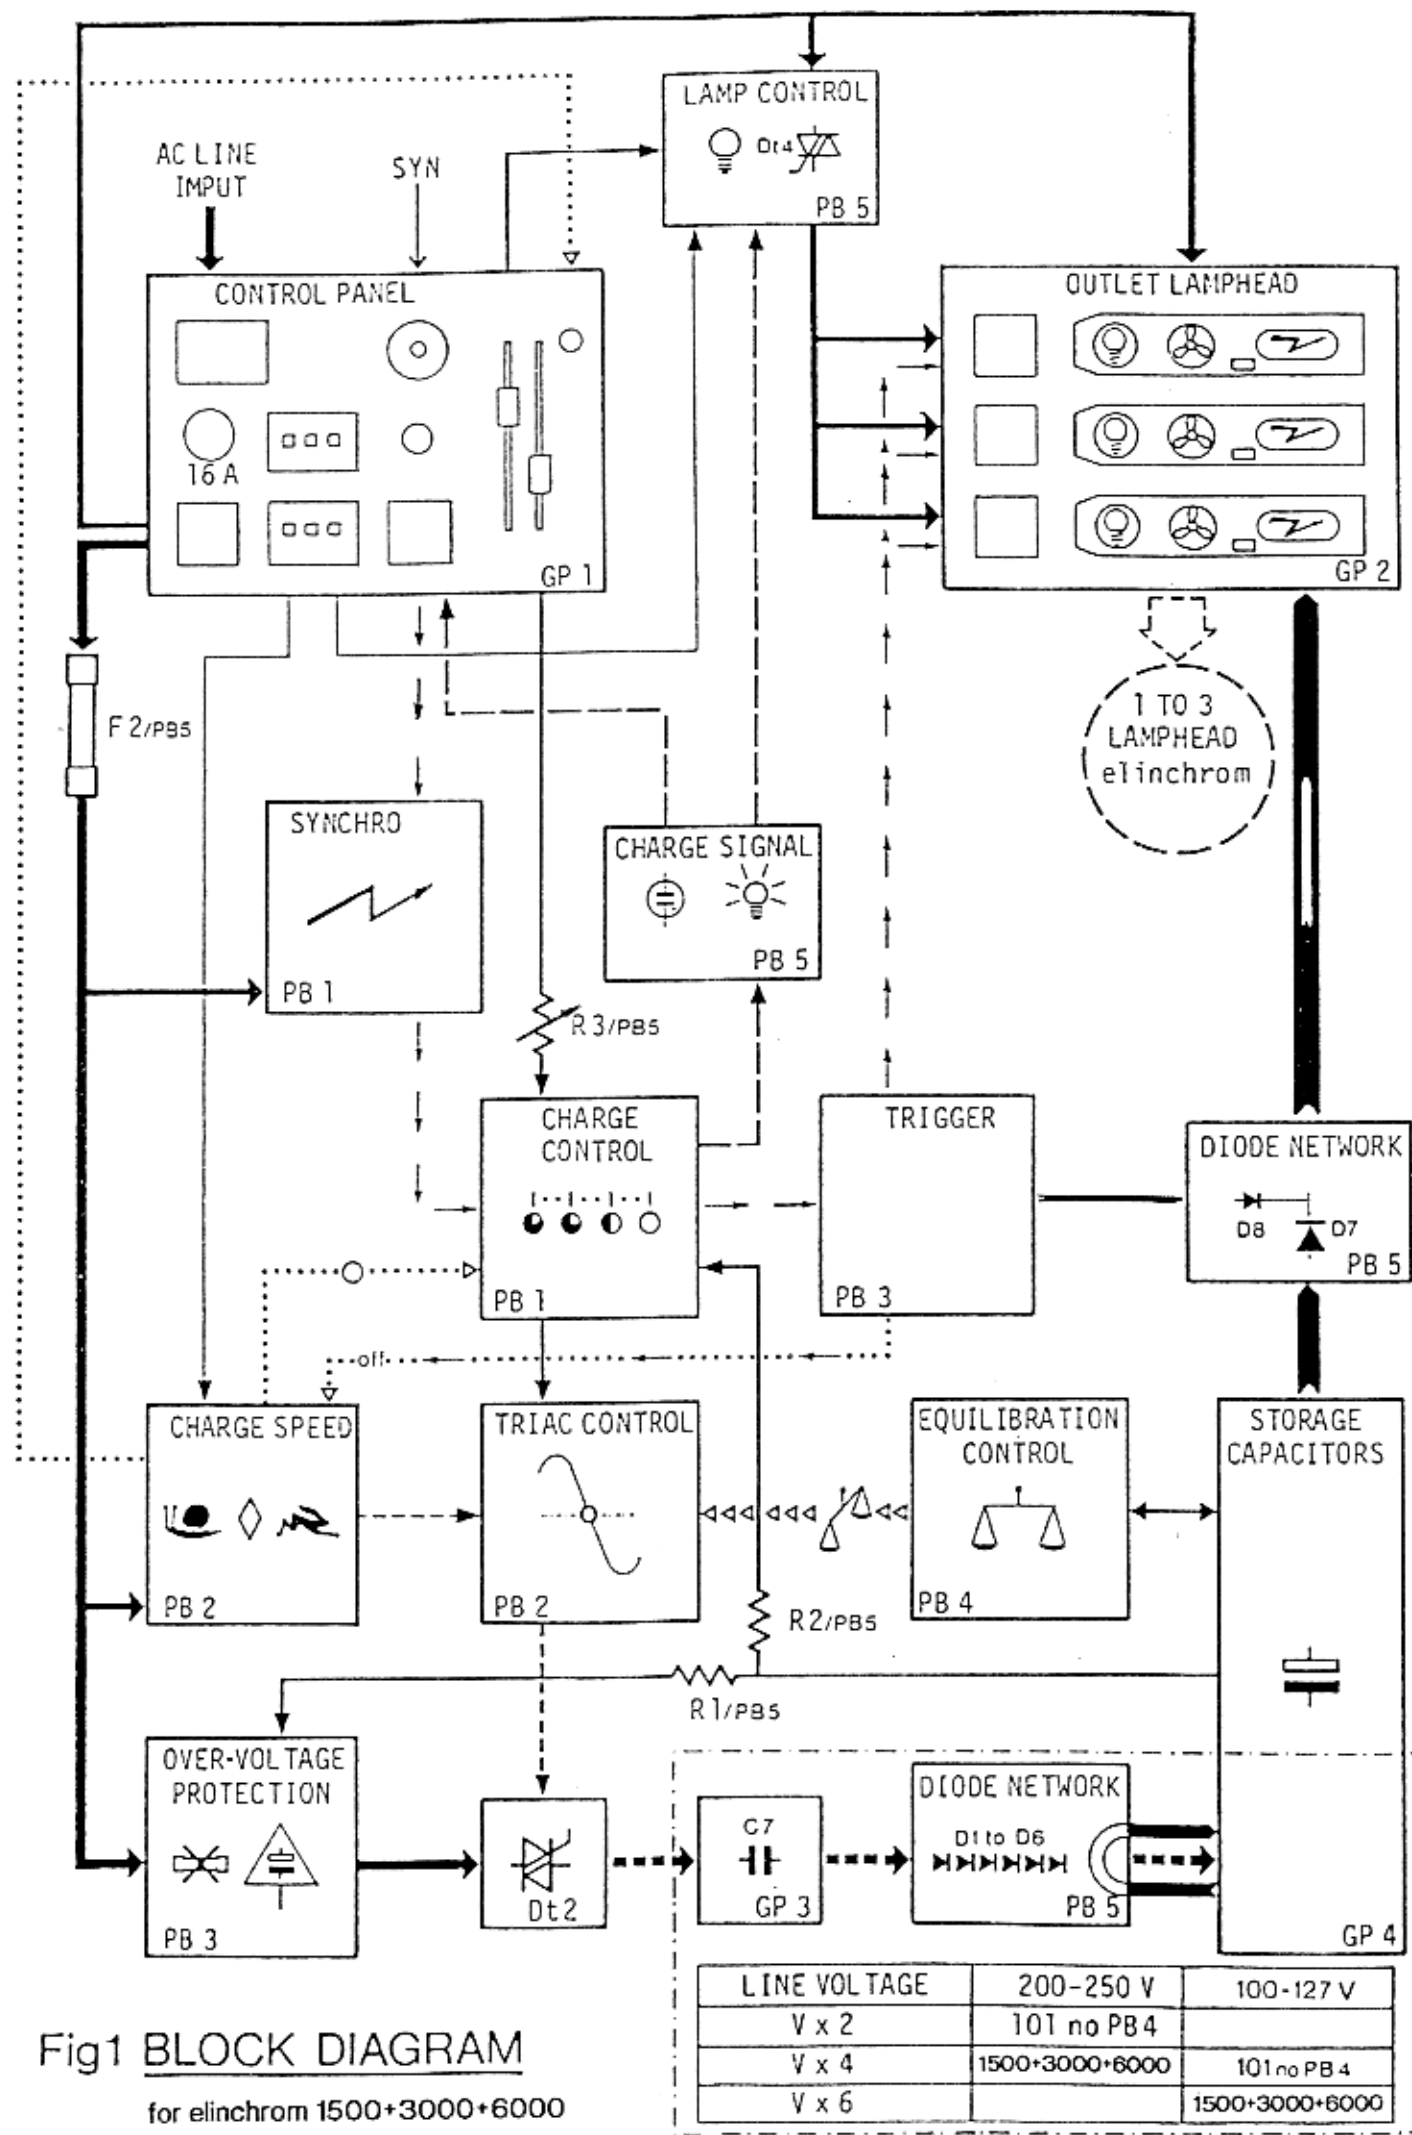 LAMP CONTROL
Dt4
PB 5
AC LINE
IMPUT
SYN
CONTROL PANEL
16 A
GP 1
OUTLET LAMPHEAD
GP 2
F2/PB5
1 TO 3
LAMPHEAD
elinchrom
SYNCHRO
PB 1
CHARGE SIGNAL
PB 5
R3/PB5
CHARGE
CONTROL
PB 1
TRIGGER
PB 3
DIODE NETWORK
D8
D7
PB 5
off
CHARGE SPEED
PB 2
TRIAC CONTROL
PB 2
EQUILIBRATION
CONTROL
PB 4
STORAGE
CAPACITORS
GP 4
R2/PB5
R1/PB5
OVER-VOLTAGE
PROTECTION
PB 3
Dt2
C7
GP 3
DIODE NETWORK
D1 to D6
PB 5
LINE VOLTAGE 200-250 V 100-127 V
V x 2 101 no PB4
V x 4 1500+3000+6000 101 no PB 4
V x 6 1500+3000+6000
Fig1 BLOCK DIAGRAM
for elinchrom 1500+3000+6000